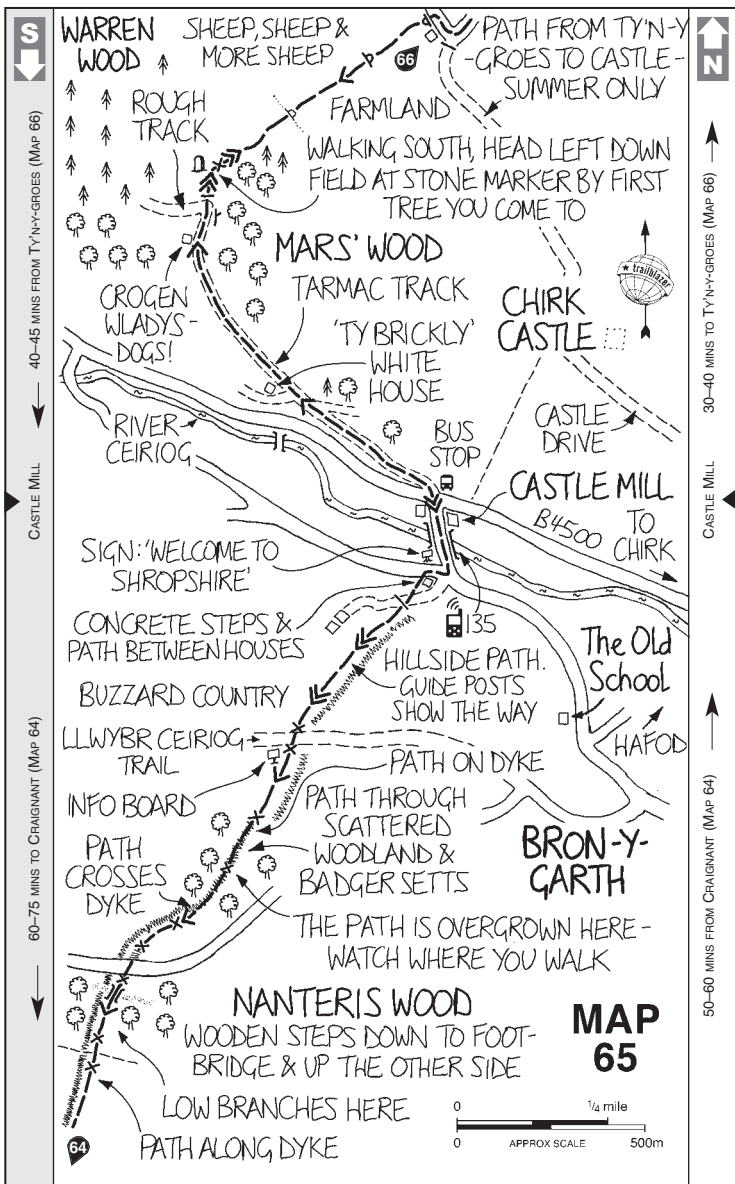 S
WARREN
WOOD
SHEEP, SHEEP &
MORE SHEEP
66
PATH FROM TY'N-Y
-GROES TO CASTLE-
SUMMER ONLY
N
ROUGH
TRACK
FARMLAND
WALKING SOUTH, HEAD LEFT DOWN
FIELD AT STONE MARKER BY FIRST
TREE YOU COME TO
MARS' WOOD
TARMAC TRACK
CROGEN
WLADYS-
DOGS!
'TY BRICKLY'
WHITE
HOUSE
CHIRK
CASTLE
★ trailblazer
RIVER
CEIRIOG
BUS
STOP
CASTLE
DRIVE
CASTLE MILL
B4500
TO
CHIRK
SIGN: 'WELCOME TO
SHROPSHIRE'
CONCRETE STEPS &
PATH BETWEEN HOUSES
135
The Old
School
HILLSIDE PATH.
GUIDE POSTS
SHOW THE WAY
BUZZARD COUNTRY
HAFOD
LLWYBR CEIRIOG
TRAIL
PATH ON DYKE
INFO BOARD
PATH THROUGH
SCATTERED
WOODLAND &
BADGER SETTS
BRON-Y-
GARTH
PATH
CROSSES
DYKE
THE PATH IS OVERGROWN HERE-
WATCH WHERE YOU WALK
NANTERIS WOOD
WOODEN STEPS DOWN TO FOOT-
BRIDGE & UP THE OTHER SIDE
MAP
65
LOW BRANCHES HERE
PATH ALONG DYKE
64
0 ¼ mile
0 APPROX SCALE 500m
40–45 MINS FROM TY'N-Y-GROES (MAP 66)
CASTLE MILL
60–75 MINS TO CRAIGNANT (MAP 64)
30–40 MINS TO TY'N-Y-GROES (MAP 66)
CASTLE MILL
50–60 MINS FROM CRAIGNANT (MAP 64)